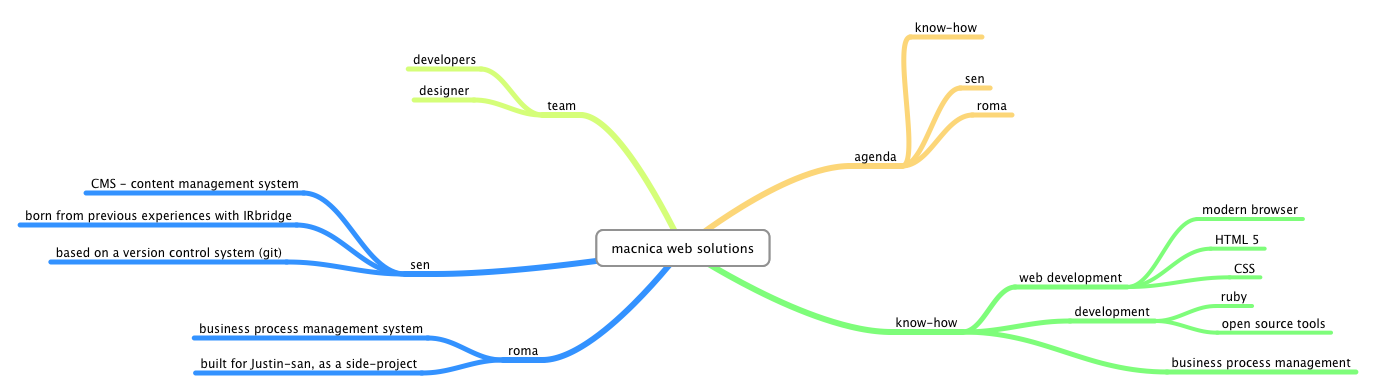 macnica web solutions
agenda
know-how
sen
roma
know-how
web development
modern browser
HTML 5
CSS
development
ruby
open source tools
business process management
team
developers
designer
sen
CMS - content management system
born from previous experiences with IRbridge
based on a version control system (git)
roma
business process management system
built for Justin-san, as a side-project